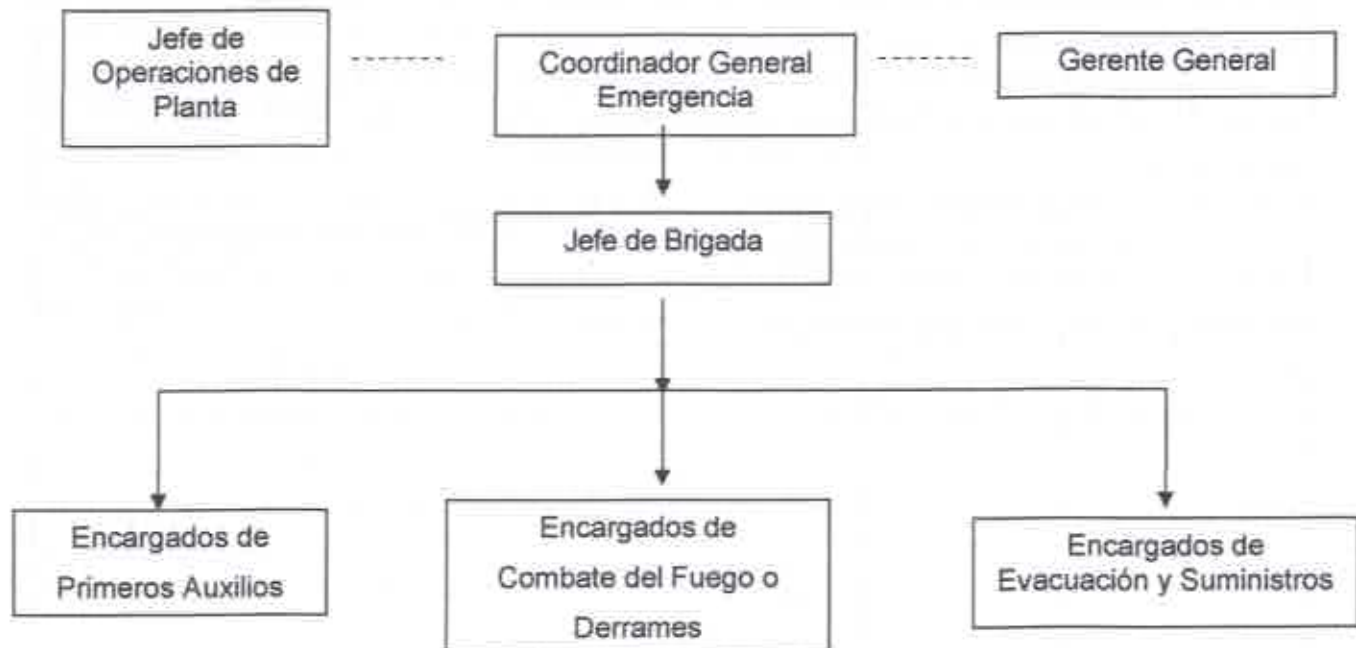 Jefe de
Operaciones de
Planta
Coordinador General
Emergencia
Gerente General
Jefe de Brigada
Encargados de
Primeros Auxilios
Encargados de
Combate del Fuego o
Derrames
Encargados de
Evacuación y Suministros